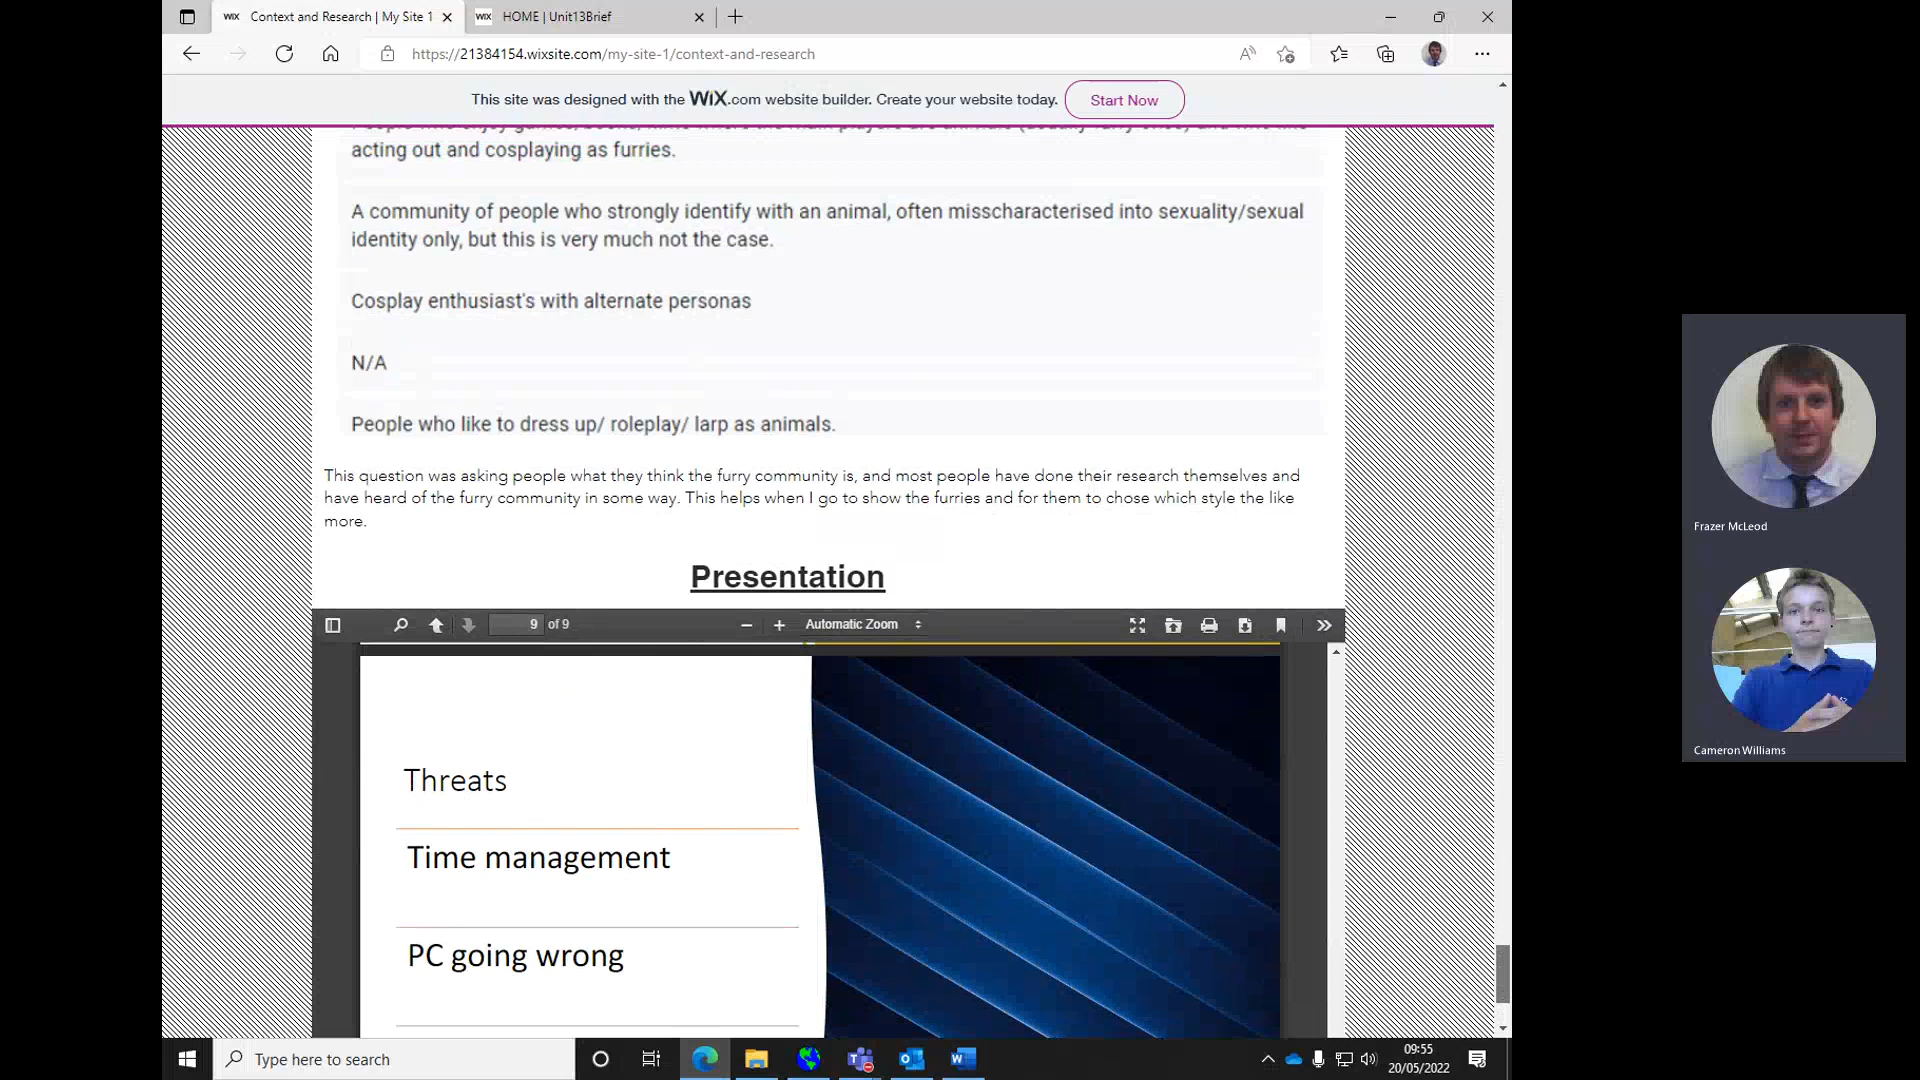 WIX Context and Research | My Site 1
WIX HOME | Unit13Brief
https://21384154.wixsite.com/my-site-1/context-and-research
This site was designed with the WiX.com website builder. Create your website today.
Start Now
acting out and cosplaying as furries.
A community of people who strongly identify with an animal, often misscharacterised into sexuality/sexual
identity only, but this is very much not the case.
Cosplay enthusiast's with alternate personas
N/A
People who like to dress up/ roleplay/ larp as animals.
This question was asking people what they think the furry community is, and most people have done their research themselves and
have heard of the furry community in some way. This helps when I go to show the furries and for them to chose which style the like
more.
Presentation
9 of 9
Automatic Zoom
Threats
Time management
PC going wrong
Frazer McLeod
Cameron Williams
Type here to search
09:55
20/05/2022